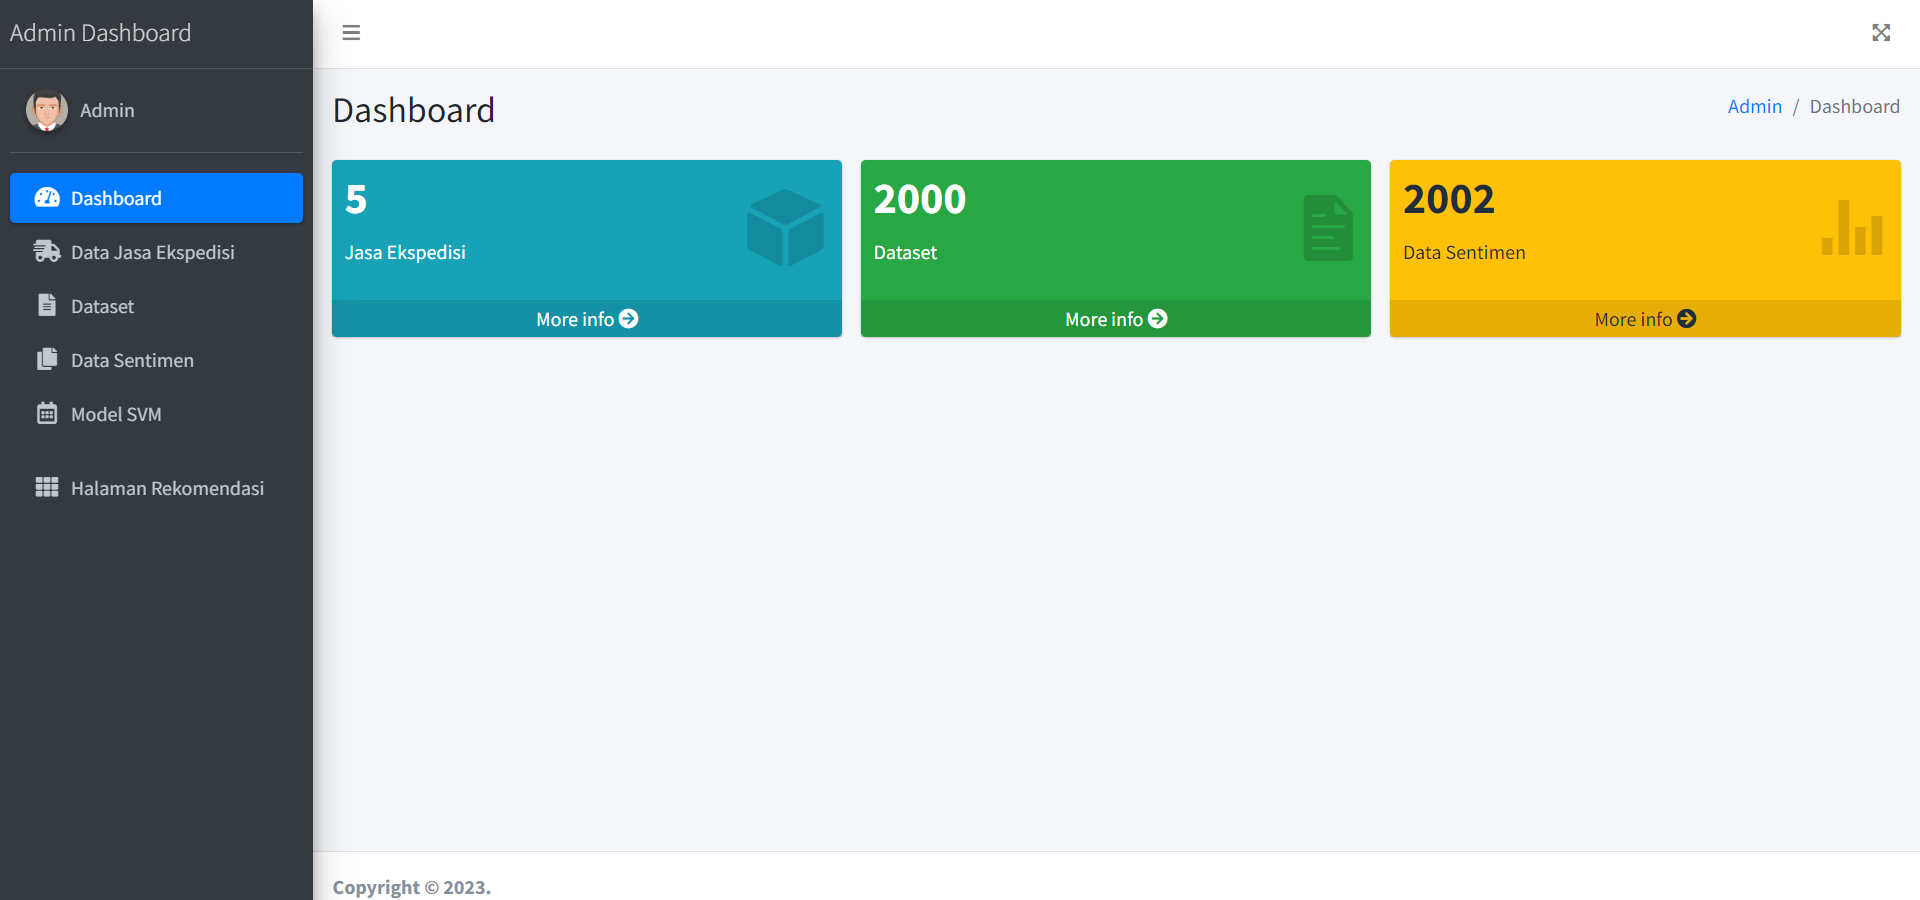 Admin Dashboard
Admin
Dashboard
Data Jasa Ekspedisi
Dataset
Data Sentimen
Model SVM
Halaman Rekomendasi
Dashboard
Admin / Dashboard
5
Jasa Ekspedisi
More info
2000
Dataset
More info
2002
Data Sentimen
More info
Copyright © 2023.